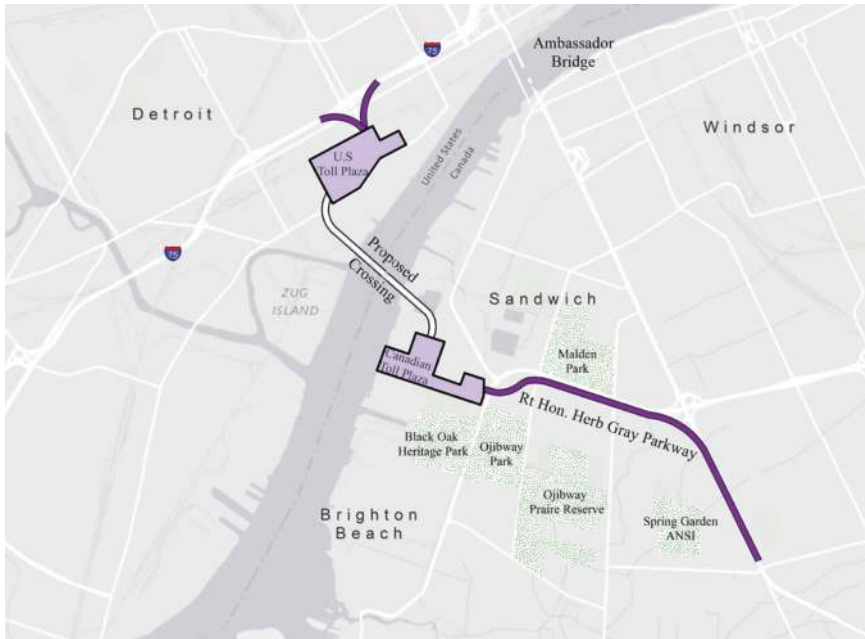 75
Ambassador
Bridge
Detroit
Windsor
U.S
Toll Plaza
United States
Canada
75
Proposed
Crossing
ZUG
ISLAND
Sandwich
Canadian
Toll Plaza
Malden
Park
Rt Hon. Herb Gray Parkway
Black Oak
Heritage Park
Ojibway
Park
Ojibway
Praire Reserve
Spring Garden
ANSI
Brighton
Beach